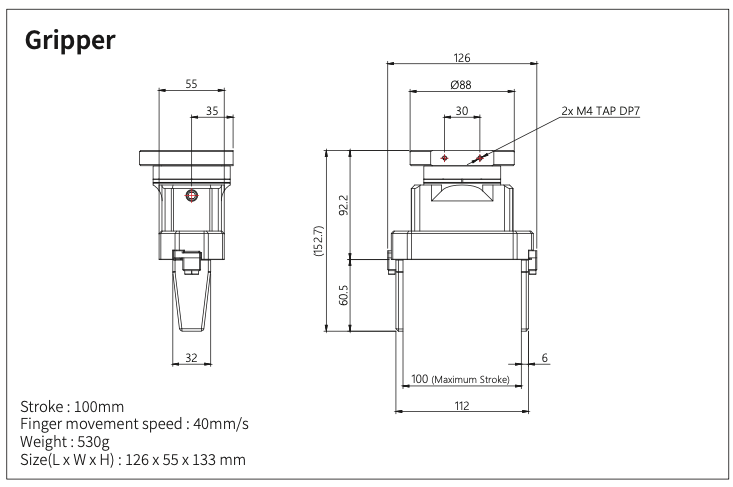 Gripper
126
55
Ø88
35
30
2x M4 TAP DP7
92.2
(152.7)
60.5
32
6
100 (Maximum Stroke)
112
Stroke : 100mm
Finger movement speed : 40mm/s
Weight : 530g
Size(L x W x H) : 126 x 55 x 133 mm